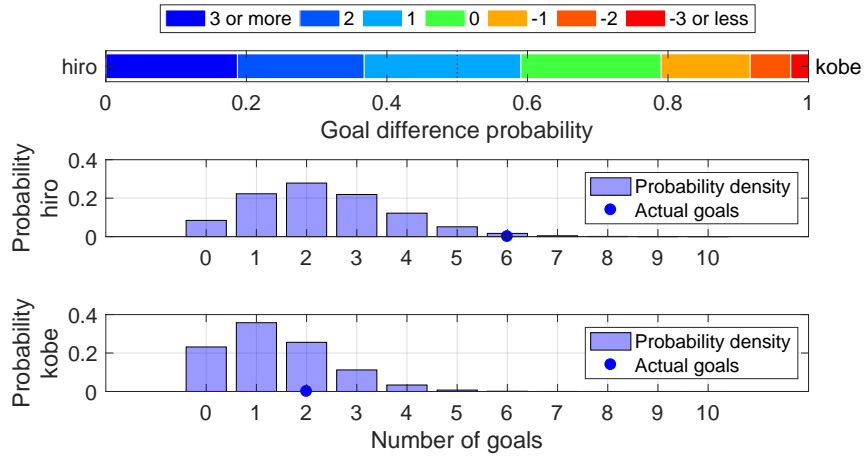 3 or more 2 1 0 -1 -2 -3 or less
hiro kobe
0 0.2 0.4 0.6 0.8 1
Goal difference probability
Probability
hiro
0.4
0.2
0
Probability density
Actual goals
0 1 2 3 4 5 6 7 8 9 10
Probability
kobe
0.4
0.2
0
Probability density
Actual goals
0 1 2 3 4 5 6 7 8 9 10
Number of goals